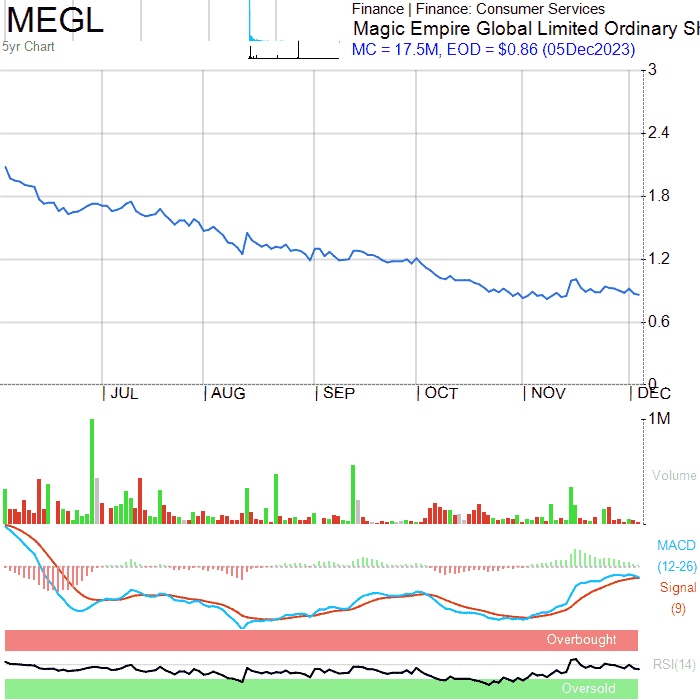 MEGL
5yr Chart
Finance | Finance: Consumer Services
Magic Empire Global Limited Ordinary Sh
MC = 17.5M, EOD = $0.86 (05Dec2023)
3
2.4
1.8
1.2
0.6
0
| JUL | AUG | SEP | OCT | NOV | DEC
1M
Volume
MACD
(12-26)
Signal
(9)
Overbought
RSI(14)
Oversold